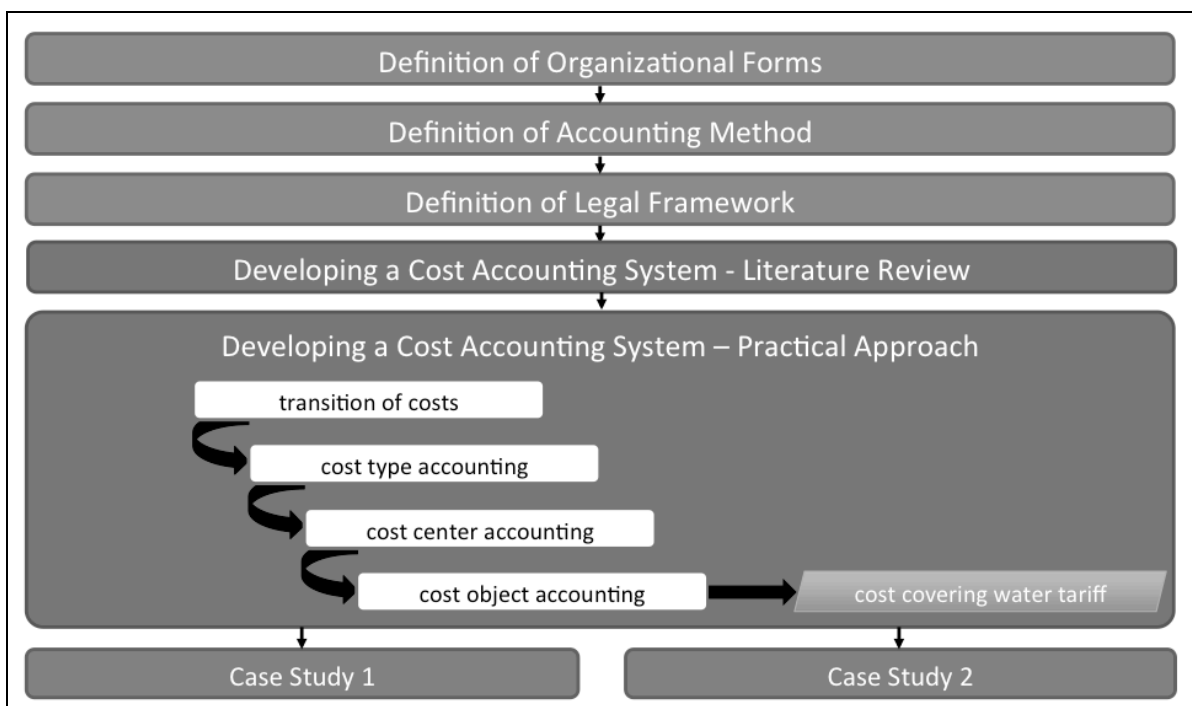 Definition of Organizational Forms
Definition of Accounting Method
Definition of Legal Framework
Developing a Cost Accounting System - Literature Review
Developing a Cost Accounting System – Practical Approach
transition of costs
cost type accounting
cost center accounting
cost object accounting
cost covering water tariff
Case Study 1
Case Study 2